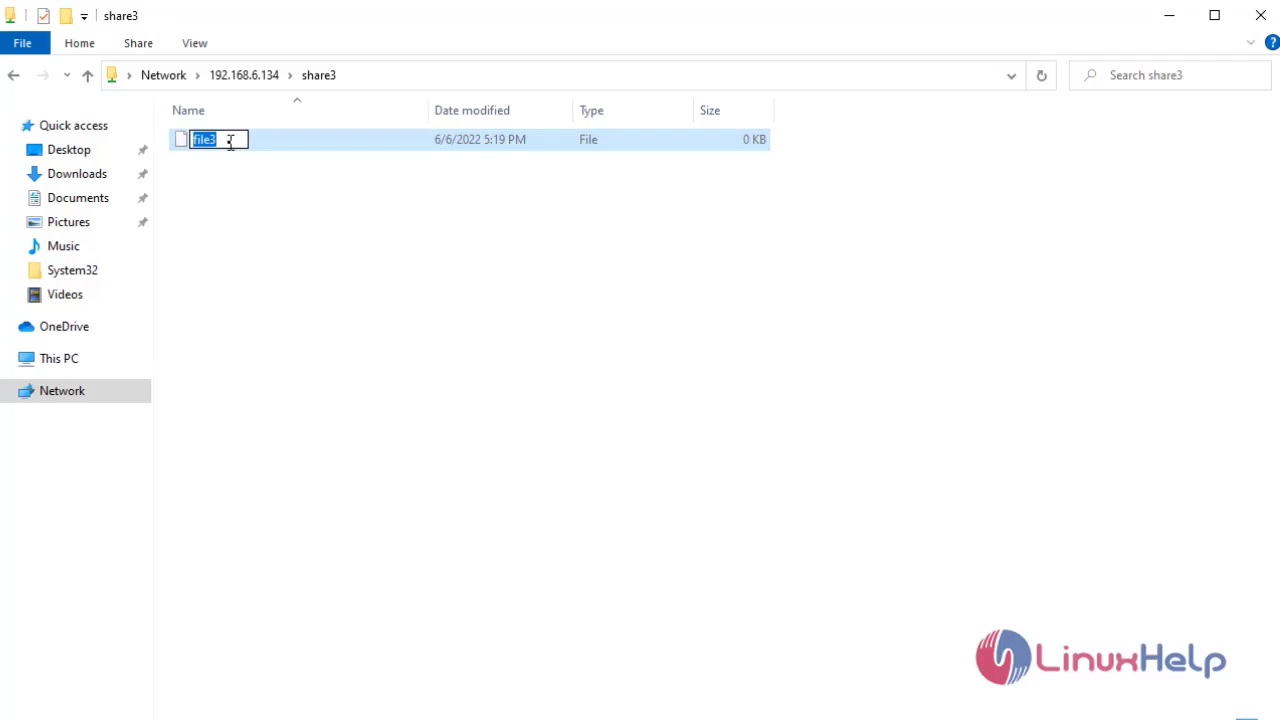 share3
File Home Share View
Network 192.168.6.134 share3
Search share3
Name Date modified Type Size
file3 6/6/2022 5:19 PM File 0 KB
Quick access
Desktop
Downloads
Documents
Pictures
Music
System32
Videos
OneDrive
This PC
Network
LinuxHelp